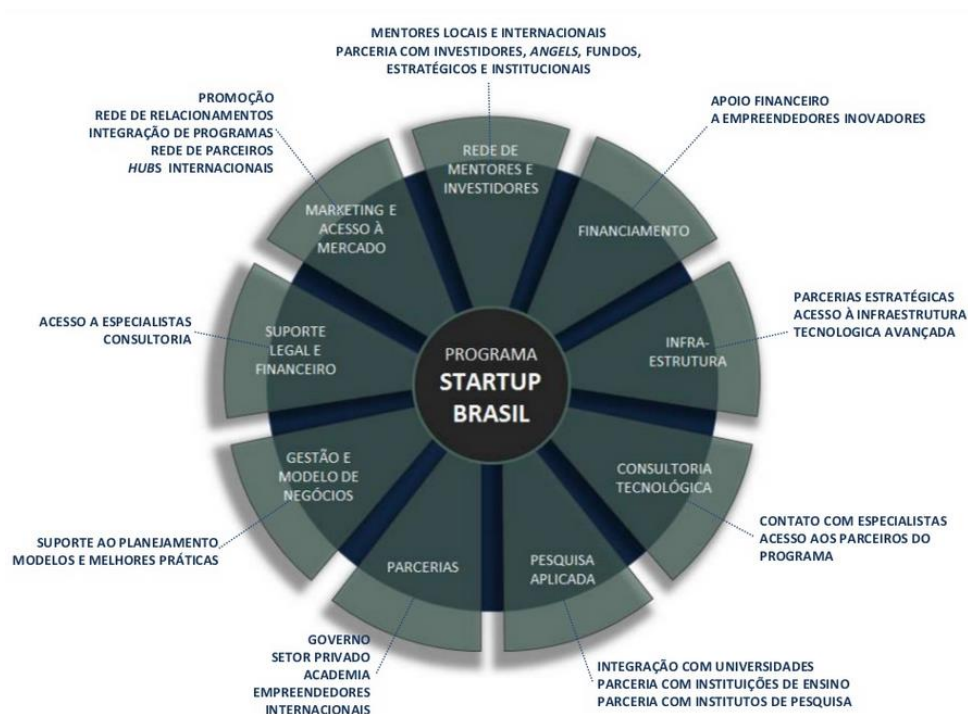 MENTORES LOCAIS E INTERNACIONAIS
PARCERIA COM INVESTIDORES, ANGELS, FUNDOS,
ESTRATÉGICOS E INSTITUCIONAIS
REDE DE
MENTORES E
INVESTIDORES
APOIO FINANCEIRO
A EMPREENDEDORES INOVADORES
FINANCIAMENTO
PARCERIAS ESTRATÉGICAS
ACESSO À INFRAESTRUTURA
TECNOLOGICA AVANÇADA
INFRA-
ESTRUTURA
CONSULTORIA
TECNOLÓGICA
CONTATO COM ESPECIALISTAS
ACESSO AOS PARCEIROS DO
PROGRAMA
PESQUISA
APLICADA
INTEGRAÇÃO COM UNIVERSIDADES
PARCERIA COM INSTITUIÇÕES DE ENSINO
PARCERIA COM INSTITUTOS DE PESQUISA
PARCERIAS
GOVERNO
SETOR PRIVADO
ACADEMIA
EMPREENDEDORES
INTERNACIONAIS
GESTÃO E
MODELO DE
NEGÓCIOS
SUPORTE AO PLANEJAMENTO
MODELOS E MELHORES PRÁTICAS
SUPORTE
LEGAL E
FINANCEIRO
ACESSO A ESPECIALISTAS
CONSULTORIA
MARKETING E
ACESSO À
MERCADO
PROMOÇÃO
REDE DE RELACIONAMENTOS
INTEGRAÇÃO DE PROGRAMAS
REDE DE PARCEIROS
HUBS INTERNACIONAIS
PROGRAMA
STARTUP
BRASIL